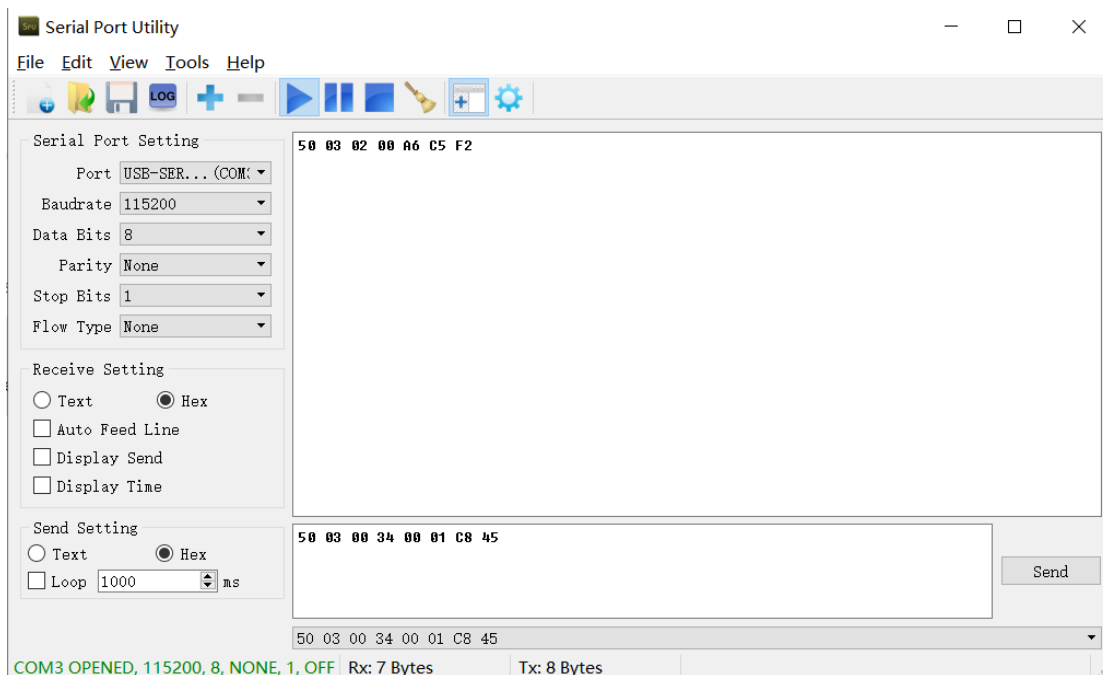 Serial Port Utility
File Edit View Tools Help
LOG
Serial Port Setting
Port USB-SER... (COM
Baudrate 115200
Data Bits 8
Parity None
Stop Bits 1
Flow Type None
Receive Setting
Text Hex
Auto Feed Line
Display Send
Display Time
Send Setting
Text Hex
Loop 1000 ms
50 03 02 00 A6 C5 F2
50 03 00 34 00 01 C8 45
Send
50 03 00 34 00 01 C8 45
COM3 OPENED, 115200, 8, NONE, 1, OFF Rx: 7 Bytes Tx: 8 Bytes